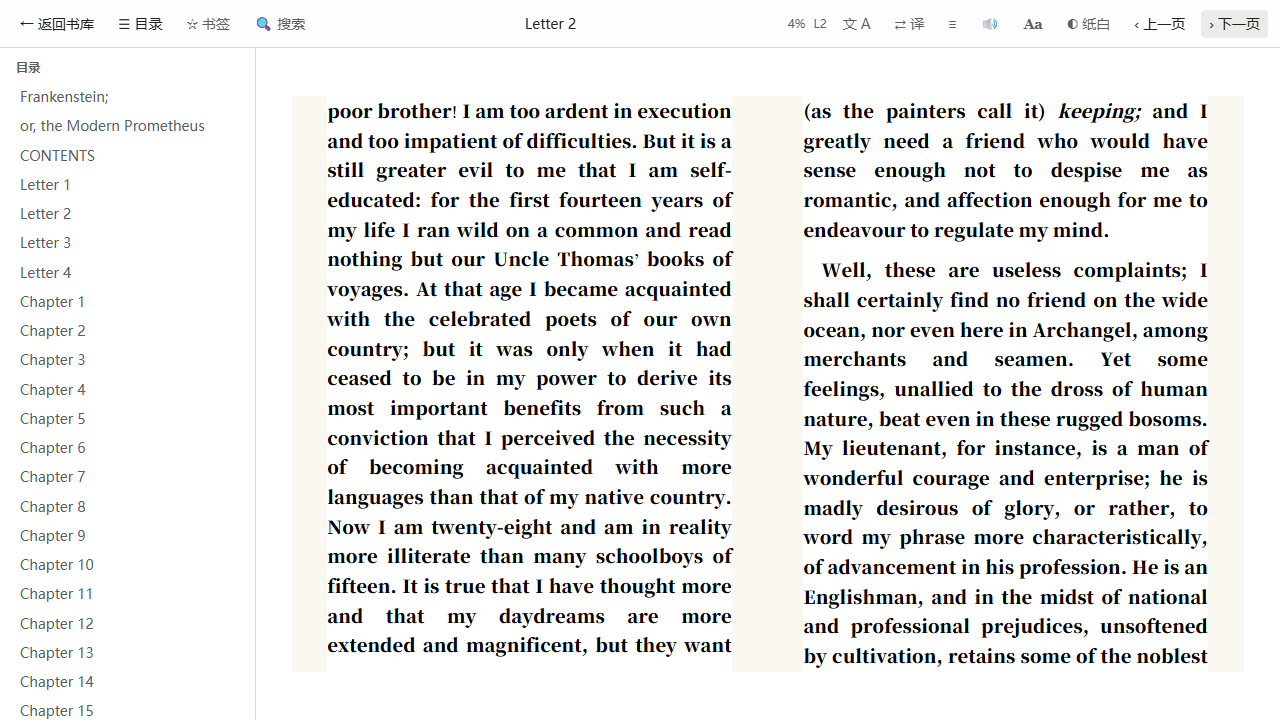 ← 返回书库 ☰ 目录 ☆ 书签 🔍 搜索 Letter 2 4% L2 文 A ⇄ 译 ≡ 🔊 Aa ◐ 纸白 ‹ 上一页 › 下一页
目录
Frankenstein;
or, the Modern Prometheus
CONTENTS
Letter 1
Letter 2
Letter 3
Letter 4
Chapter 1
Chapter 2
Chapter 3
Chapter 4
Chapter 5
Chapter 6
Chapter 7
Chapter 8
Chapter 9
Chapter 10
Chapter 11
Chapter 12
Chapter 13
Chapter 14
Chapter 15
poor brother! I am too ardent in execution
and too impatient of difficulties. But it is a
still greater evil to me that I am self-
educated: for the first fourteen years of
my life I ran wild on a common and read
nothing but our Uncle Thomas’ books of
voyages. At that age I became acquainted
with the celebrated poets of our own
country; but it was only when it had
ceased to be in my power to derive its
most important benefits from such a
conviction that I perceived the necessity
of becoming acquainted with more
languages than that of my native country.
Now I am twenty-eight and am in reality
more illiterate than many schoolboys of
fifteen. It is true that I have thought more
and that my daydreams are more
extended and magnificent, but they want
(as the painters call it) keeping; and I
greatly need a friend who would have
sense enough not to despise me as
romantic, and affection enough for me to
endeavour to regulate my mind.
Well, these are useless complaints; I
shall certainly find no friend on the wide
ocean, nor even here in Archangel, among
merchants and seamen. Yet some
feelings, unallied to the dross of human
nature, beat even in these rugged bosoms.
My lieutenant, for instance, is a man of
wonderful courage and enterprise; he is
madly desirous of glory, or rather, to
word my phrase more characteristically,
of advancement in his profession. He is an
Englishman, and in the midst of national
and professional prejudices, unsoftened
by cultivation, retains some of the noblest